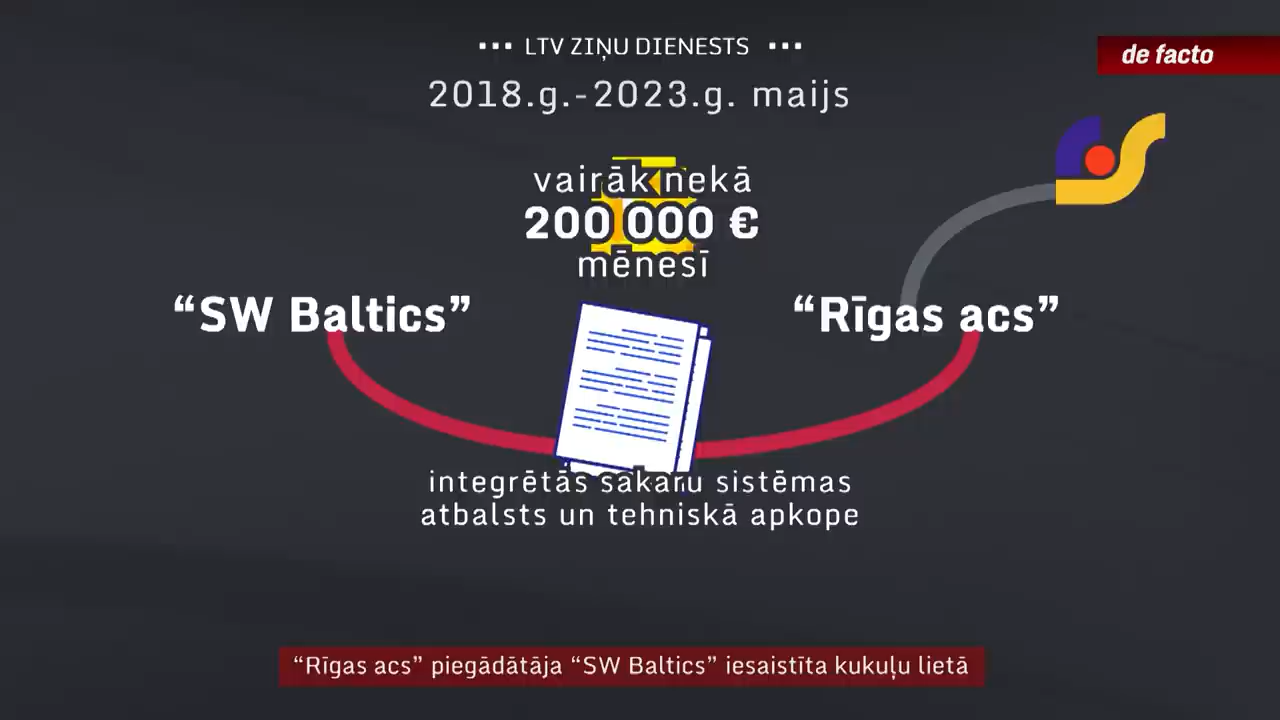 LTV ZIŅU DIENESTS
de facto
2018.g.-2023.g. maijs
vairāk nekā
200 000 €
mēnesī
“SW Baltics”
“Rīgas acs”
integrētās sakaru sistēmas
atbalsts un tehniskā apkope
“Rīgas acs” piegādātāja “SW Baltics” iesaistīta kukuļu lietā